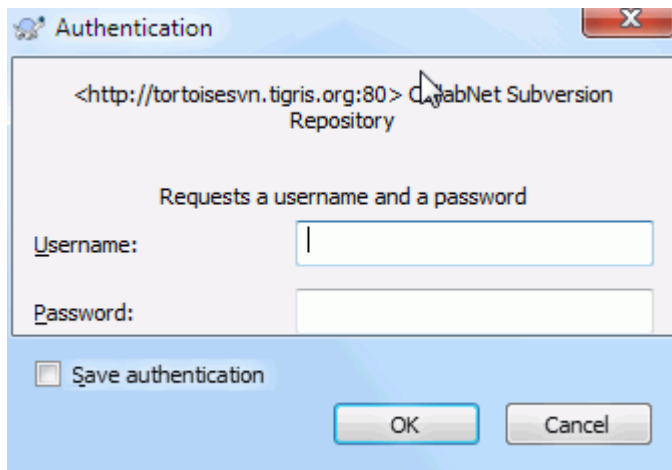 Authentication
<http://tortoisesvn.tigris.org:80> Subversion
Repository
Requests a username and a password
Username:
Password:
Save authentication
OK
Cancel